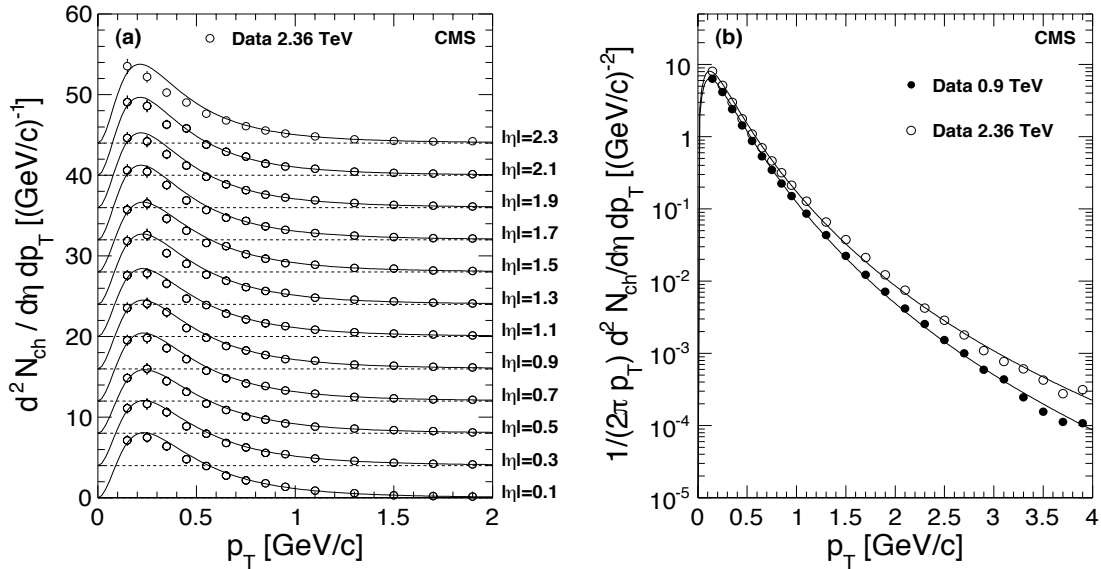 (a)
Data 2.36 TeV
CMS
d² N_ch / dη dp_T [(GeV/c)⁻¹]
60
50
40
30
20
10
0
|η|=2.3
|η|=2.1
|η|=1.9
|η|=1.7
|η|=1.5
|η|=1.3
|η|=1.1
|η|=0.9
|η|=0.7
|η|=0.5
|η|=0.3
|η|=0.1
0 0.5 1 1.5 2
p_T [GeV/c]
(b)
CMS
Data 0.9 TeV
Data 2.36 TeV
1/(2π p_T) d² N_ch/dη dp_T [(GeV/c)⁻²]
10
1
10⁻¹
10⁻²
10⁻³
10⁻⁴
10⁻⁵
0 0.5 1 1.5 2 2.5 3 3.5 4
p_T [GeV/c]